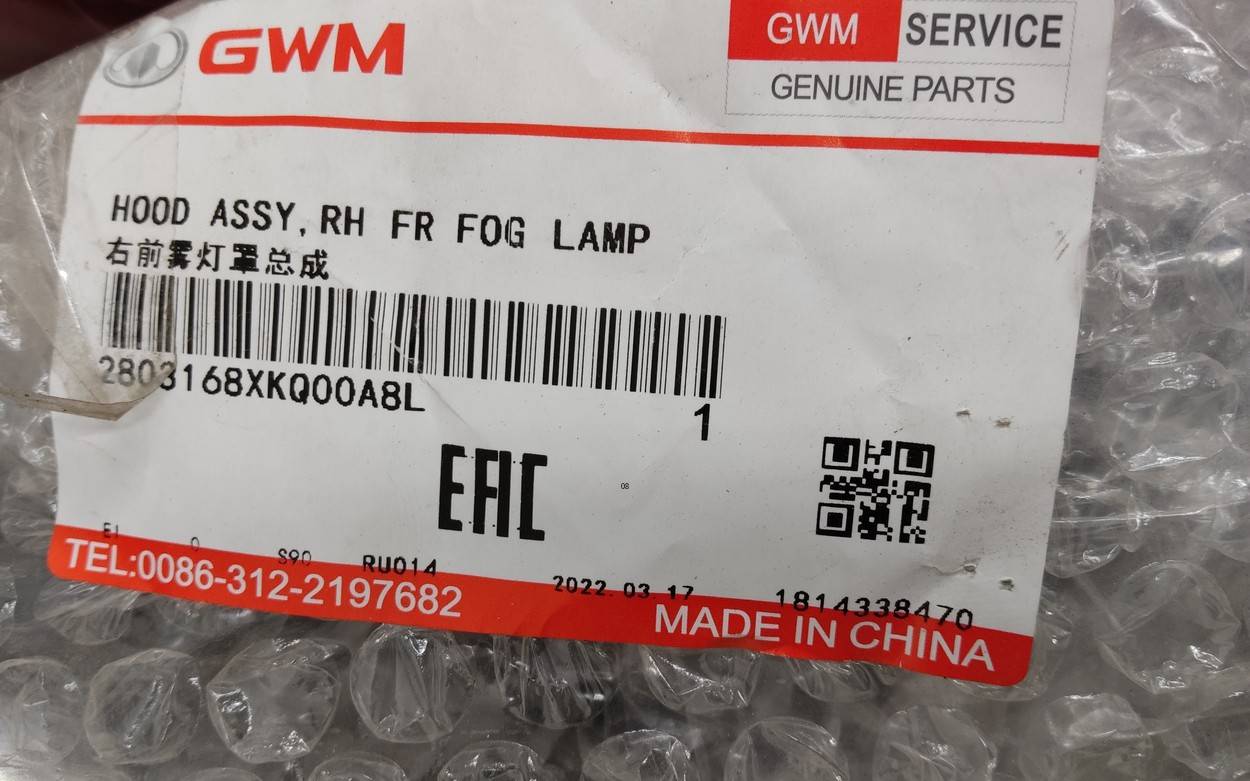 GWM
GWM SERVICE
GENUINE PARTS
HOOD ASSY,RH FR FOG LAMP
右前雾灯罩总成
2803168XKQ00A8L
1
EAC
08
EI 0 S90 RU014
2022.03.17 1814338470
TEL:0086-312-2197682
MADE IN CHINA